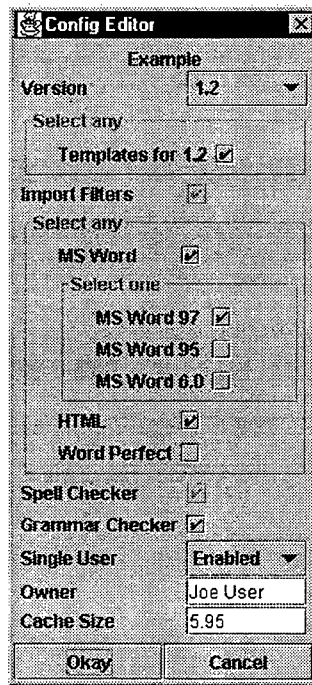 Config Editor
Example
Version 1.2
Select any
Templates for 1.2
Import Filters
Select any
MS Word
Select one
MS Word 97
MS Word 95
MS Word 6.0
HTML
Word Perfect
Spell Checker
Grammar Checker
Single User Enabled
Owner Joe User
Cache Size 5.95
Okay Cancel